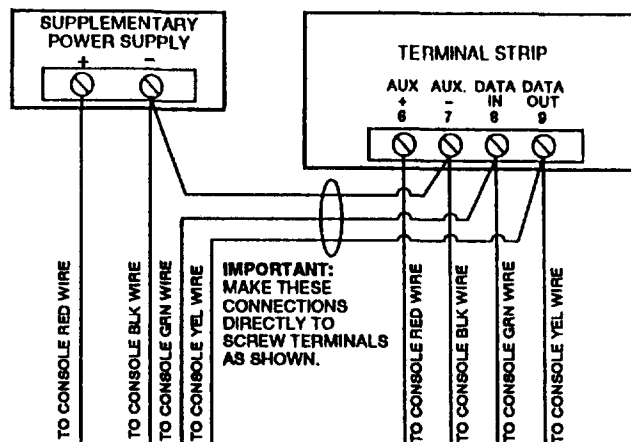 SUPPLEMENTARY
POWER SUPPLY
+ −
TERMINAL STRIP
AUX AUX. DATA DATA
+ − IN OUT
6 7 8 9
IMPORTANT:
MAKE THESE
CONNECTIONS
DIRECTLY TO
SCREW TERMINALS
AS SHOWN.
TO CONSOLE RED WIRE
TO CONSOLE BLK WIRE
TO CONSOLE GRN WIRE
TO CONSOLE YEL WIRE
TO CONSOLE RED WIRE
TO CONSOLE BLK WIRE
TO CONSOLE GRN WIRE
TO CONSOLE YEL WIRE